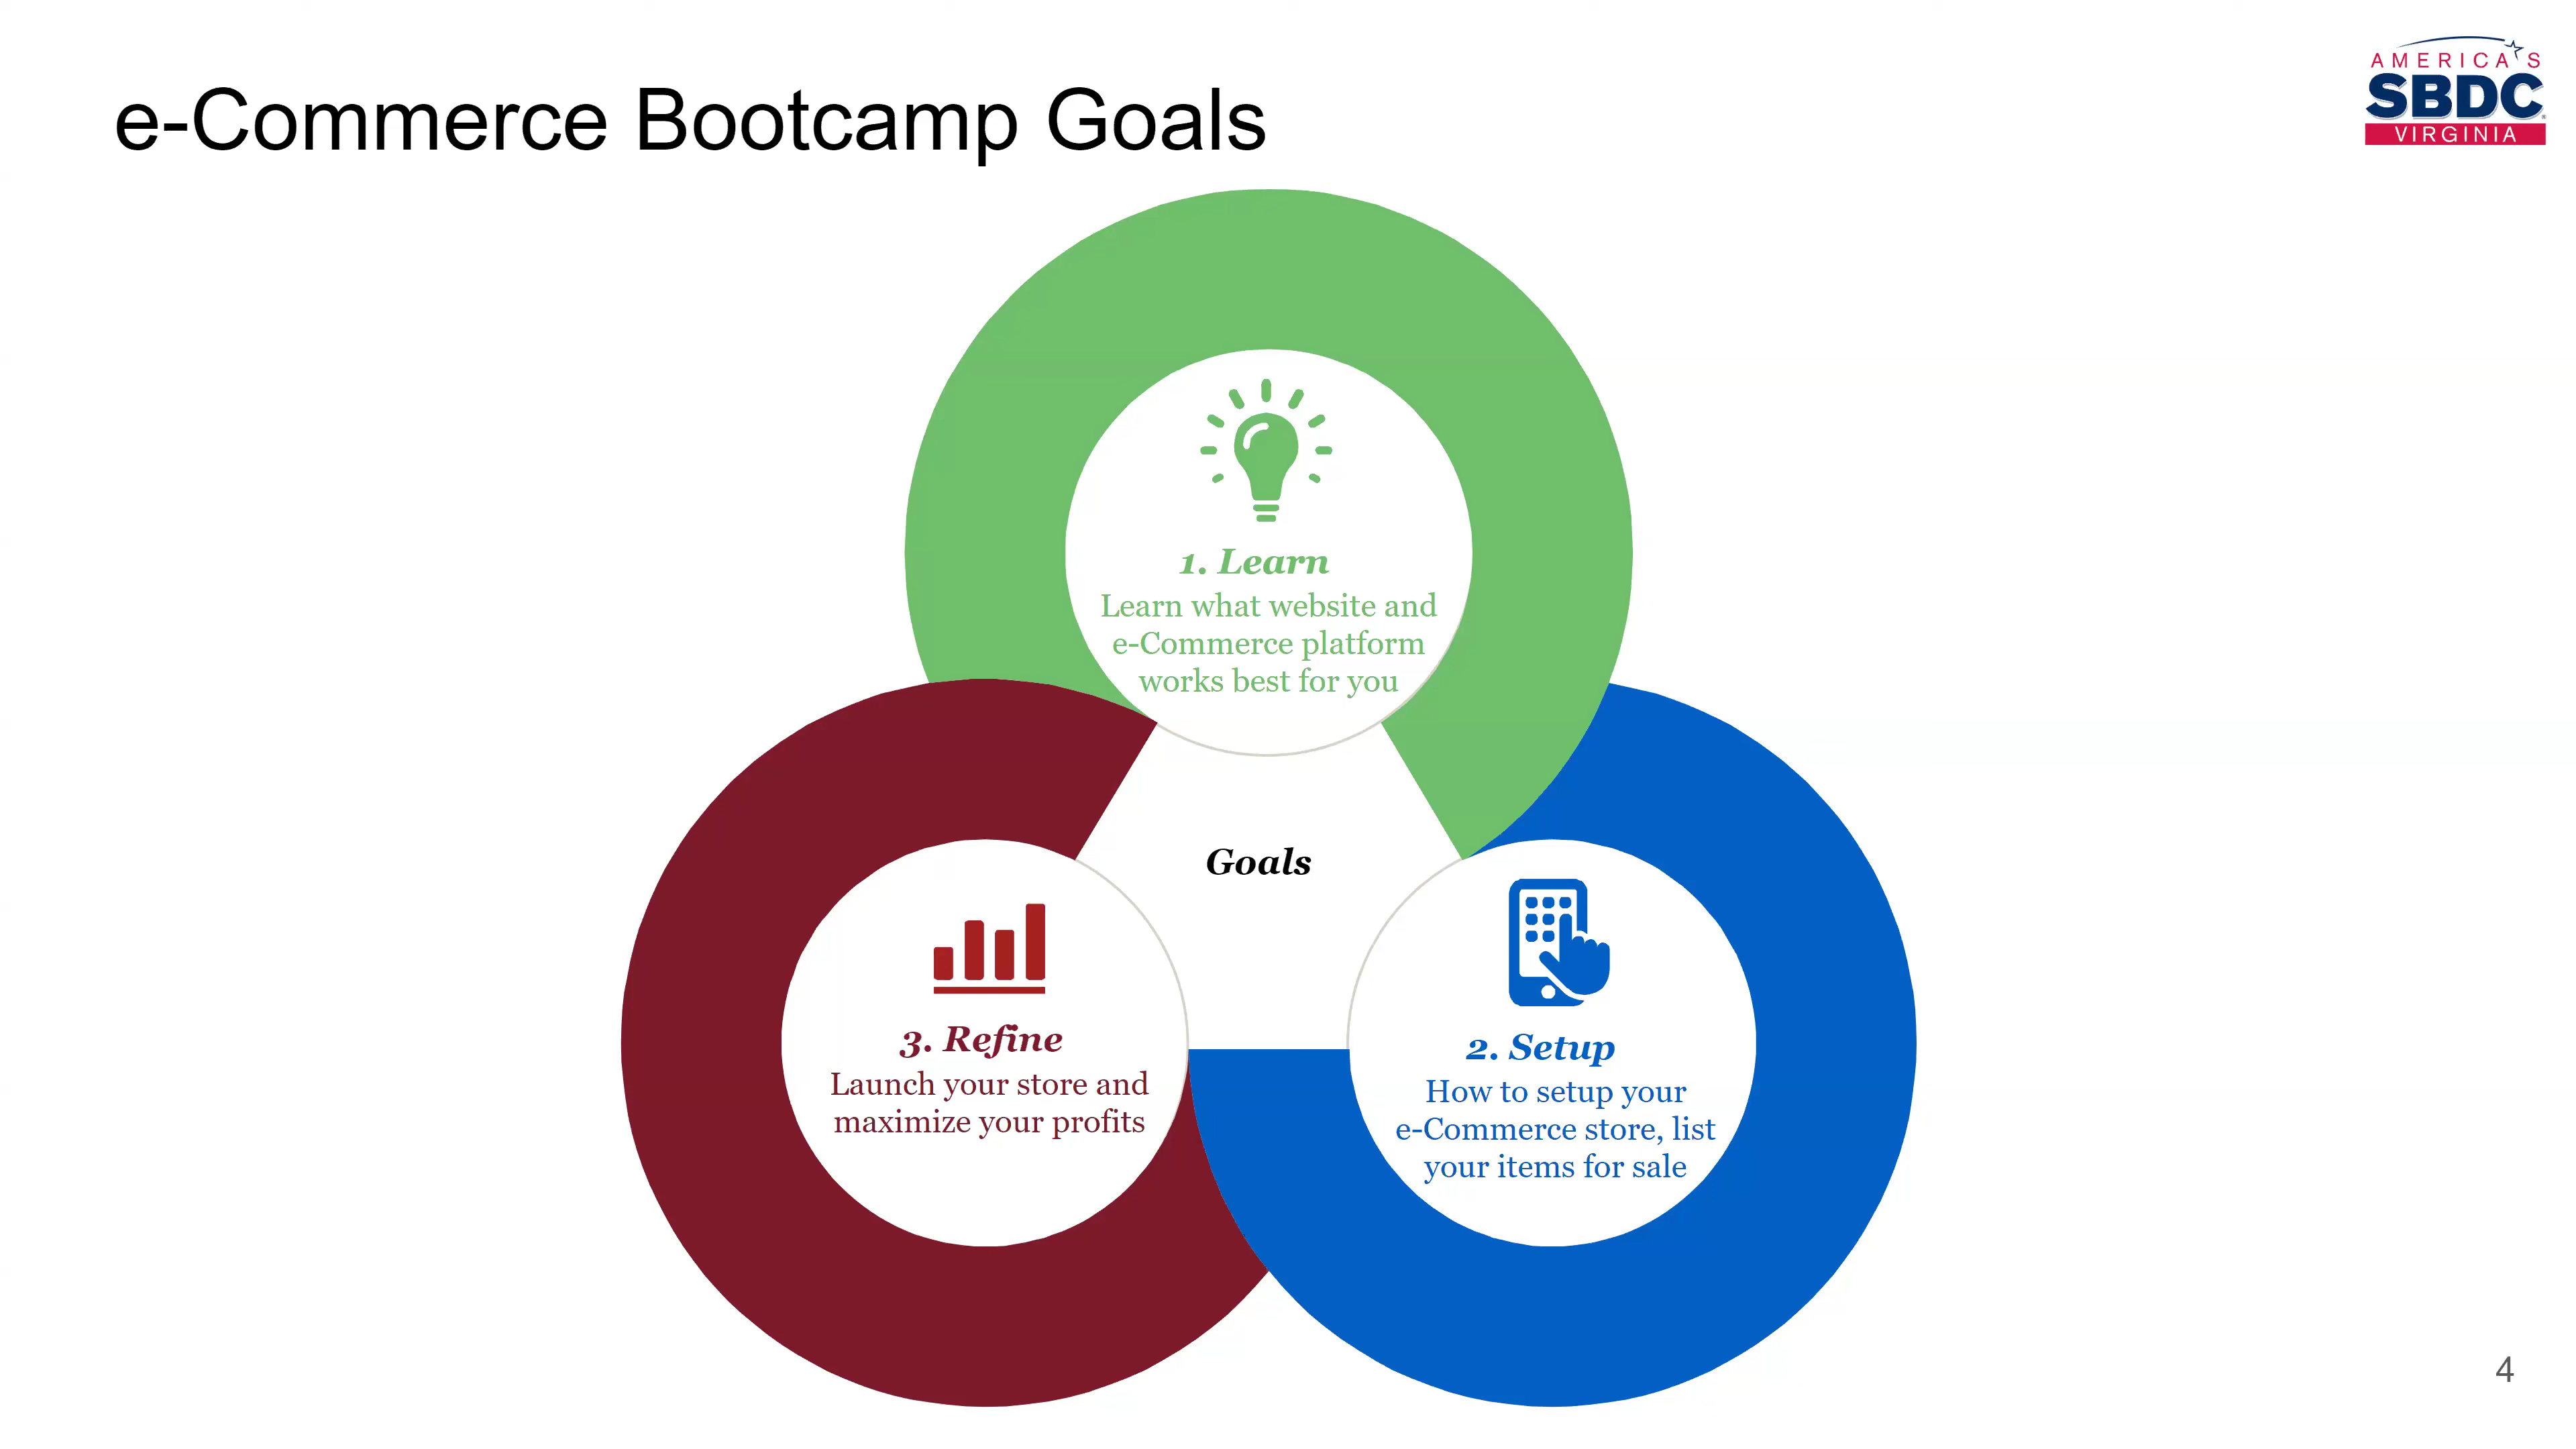 e-Commerce Bootcamp Goals
AMERICA'S
SBDC
VIRGINIA
1. Learn
Learn what website and
e-Commerce platform
works best for you
Goals
2. Setup
How to setup your
e-Commerce store, list
your items for sale
3. Refine
Launch your store and
maximize your profits
4